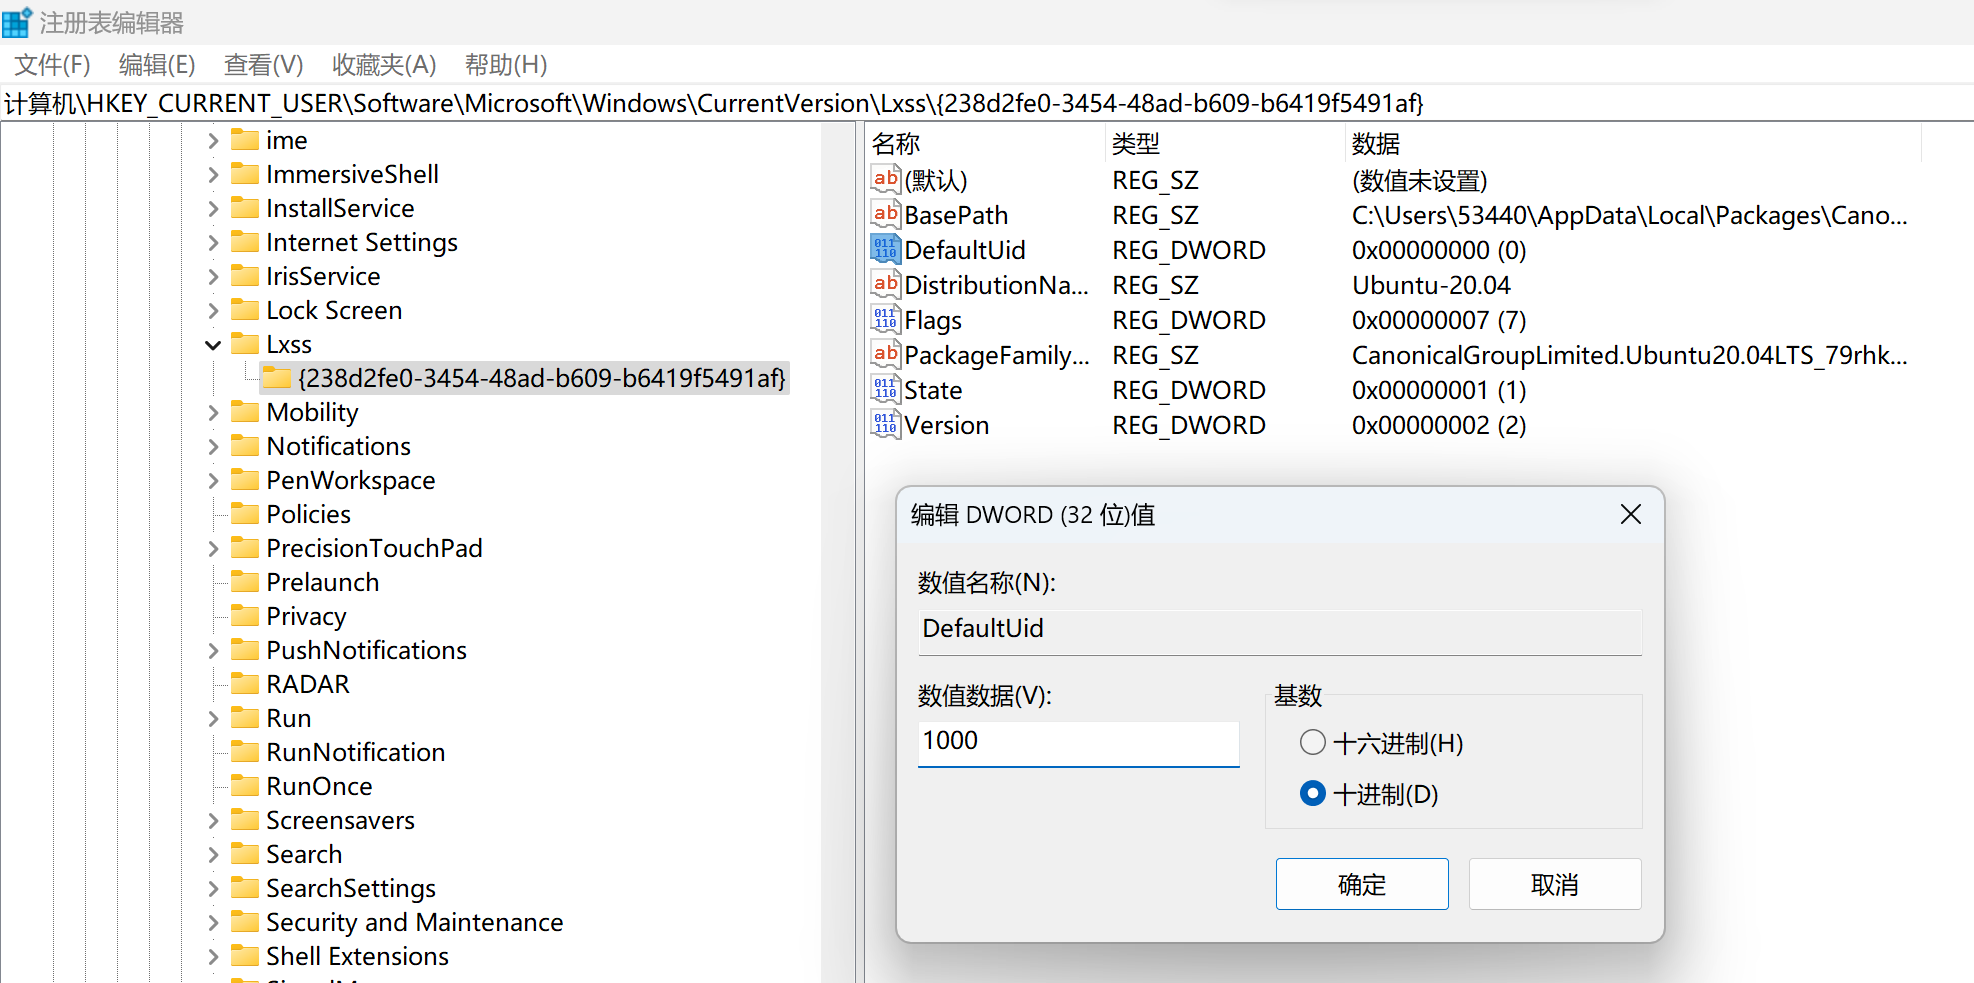 注册表编辑器
文件(F) 编辑(E) 查看(V) 收藏夹(A) 帮助(H)
计算机\HKEY_CURRENT_USER\Software\Microsoft\Windows\CurrentVersion\Lxss\{238d2fe0-3454-48ad-b609-b6419f5491af}
ime
ImmersiveShell
InstallService
Internet Settings
IrisService
Lock Screen
Lxss
{238d2fe0-3454-48ad-b609-b6419f5491af}
Mobility
Notifications
PenWorkspace
Policies
PrecisionTouchPad
Prelaunch
Privacy
PushNotifications
RADAR
Run
RunNotification
RunOnce
Screensavers
Search
SearchSettings
Security and Maintenance
Shell Extensions
名称 类型 数据
(默认) REG_SZ (数值未设置)
BasePath REG_SZ C:\Users\53440\AppData\Local\Packages\Cano...
DefaultUid REG_DWORD 0x00000000 (0)
DistributionNa... REG_SZ Ubuntu-20.04
Flags REG_DWORD 0x00000007 (7)
PackageFamily... REG_SZ CanonicalGroupLimited.Ubuntu20.04LTS_79rhk...
State REG_DWORD 0x00000001 (1)
Version REG_DWORD 0x00000002 (2)
编辑 DWORD (32 位)值
数值名称(N):
DefaultUid
数值数据(V):
1000
基数
十六进制(H)
十进制(D)
确定 取消